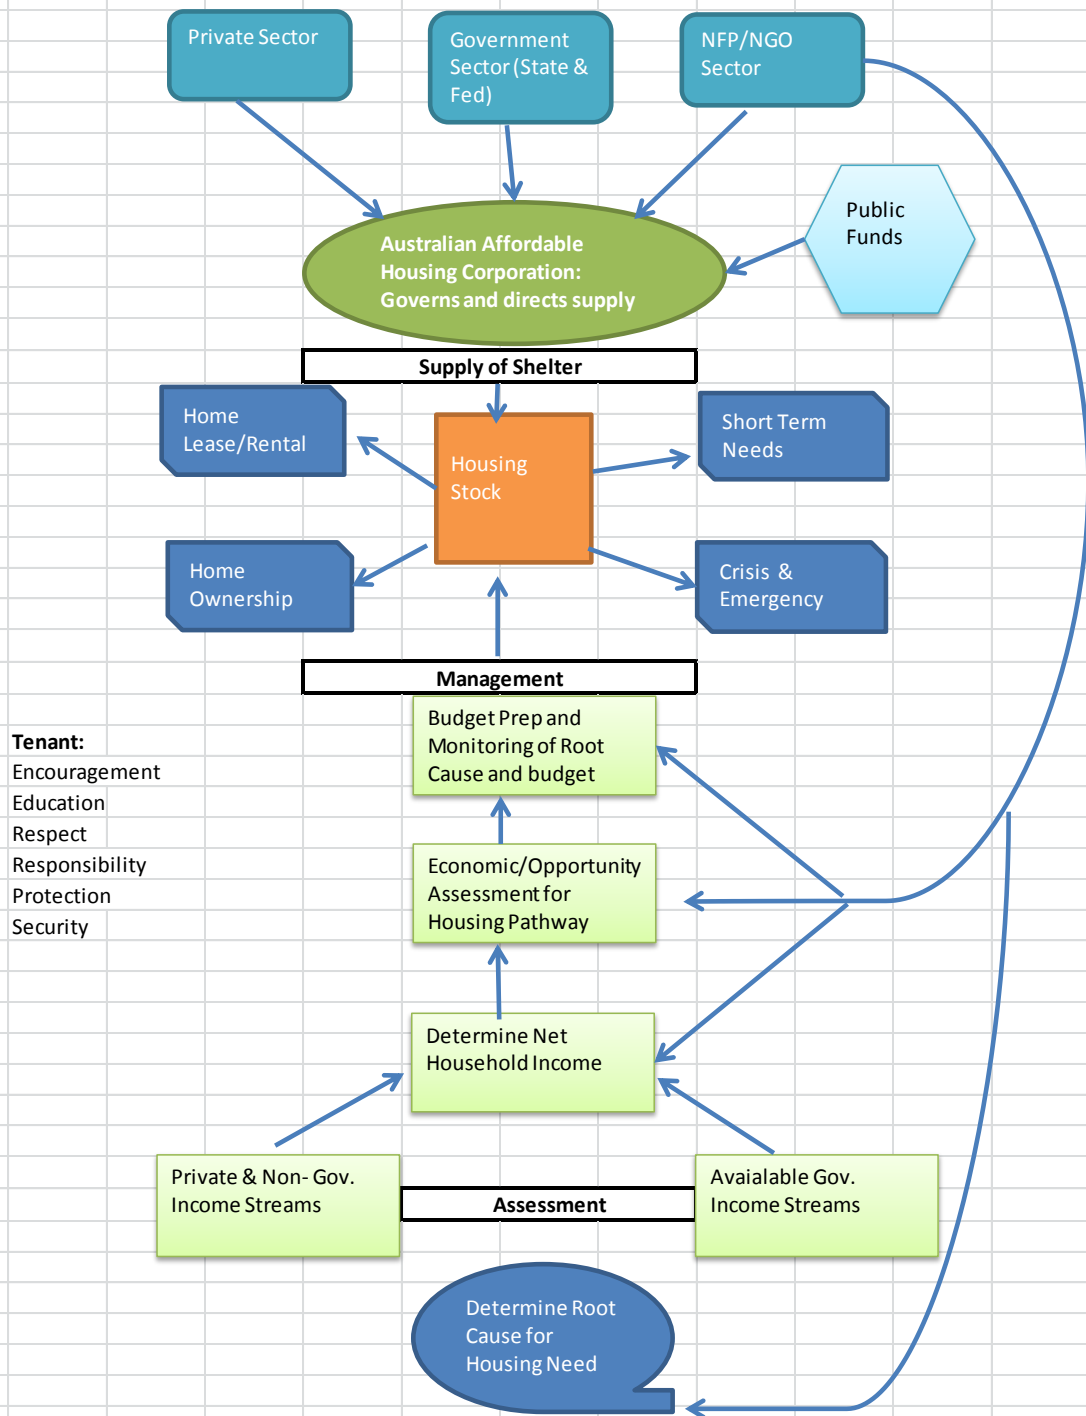 Private Sector
Government
Sector (State &
Fed)
NFP/NGO
Sector
Public
Funds
Australian Affordable
Housing Corporation:
Governs and directs supply
Supply of Shelter
Home
Lease/Rental
Short Term
Needs
Housing
Stock
Home
Ownership
Crisis &
Emergency
Management
Budget Prep and
Monitoring of Root
Cause and budget
Tenant:
Encouragement
Education
Respect
Responsibility
Protection
Security
Economic/Opportunity
Assessment for
Housing Pathway
Determine Net
Household Income
Private & Non- Gov.
Income Streams
Assessment
Avaialable Gov.
Income Streams
Determine Root
Cause for
Housing Need